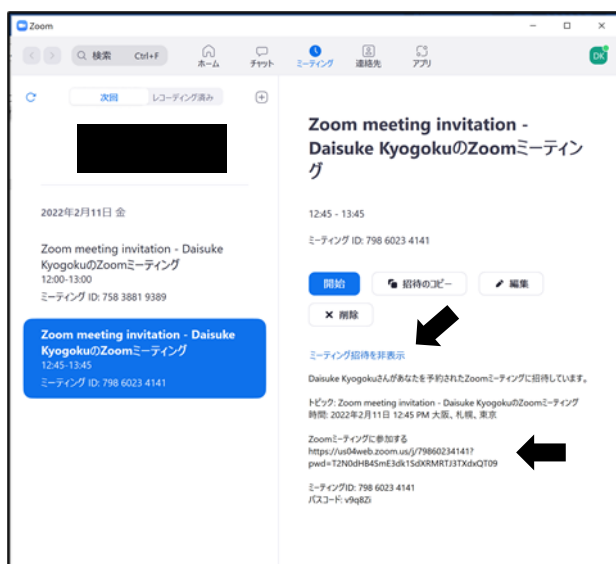 Zoom
検索 Ctrl+F
ホーム
チャット
ミーティング
連絡先
アプリ
DK
次回
レコーディング済み
2022年2月11日 金
Zoom meeting invitation - Daisuke
KyogokuのZoomミーティング
12:00-13:00
ミーティング ID: 758 3881 9389
Zoom meeting invitation - Daisuke
KyogokuのZoomミーティング
12:45-13:45
ミーティング ID: 798 6023 4141
Zoom meeting invitation -
Daisuke KyogokuのZoomミーティン
グ
12:45 - 13:45
ミーティング ID: 798 6023 4141
開始
招待のコピー
編集
× 削除
ミーティング招待を非表示
Daisuke Kyogokuさんがあなたを予約されたZoomミーティングに招待しています。
トピック: Zoom meeting invitation - Daisuke KyogokuのZoomミーティング
時間: 2022年2月11日 12:45 PM 大阪、札幌、東京
Zoomミーティングに参加する
https://us04web.zoom.us/j/79860234141?
pwd=T2N0dHB4SmE3dk1SdXRMRTJ3TXdxQT09
ミーティングID: 798 6023 4141
パスコード: v9q8Zi